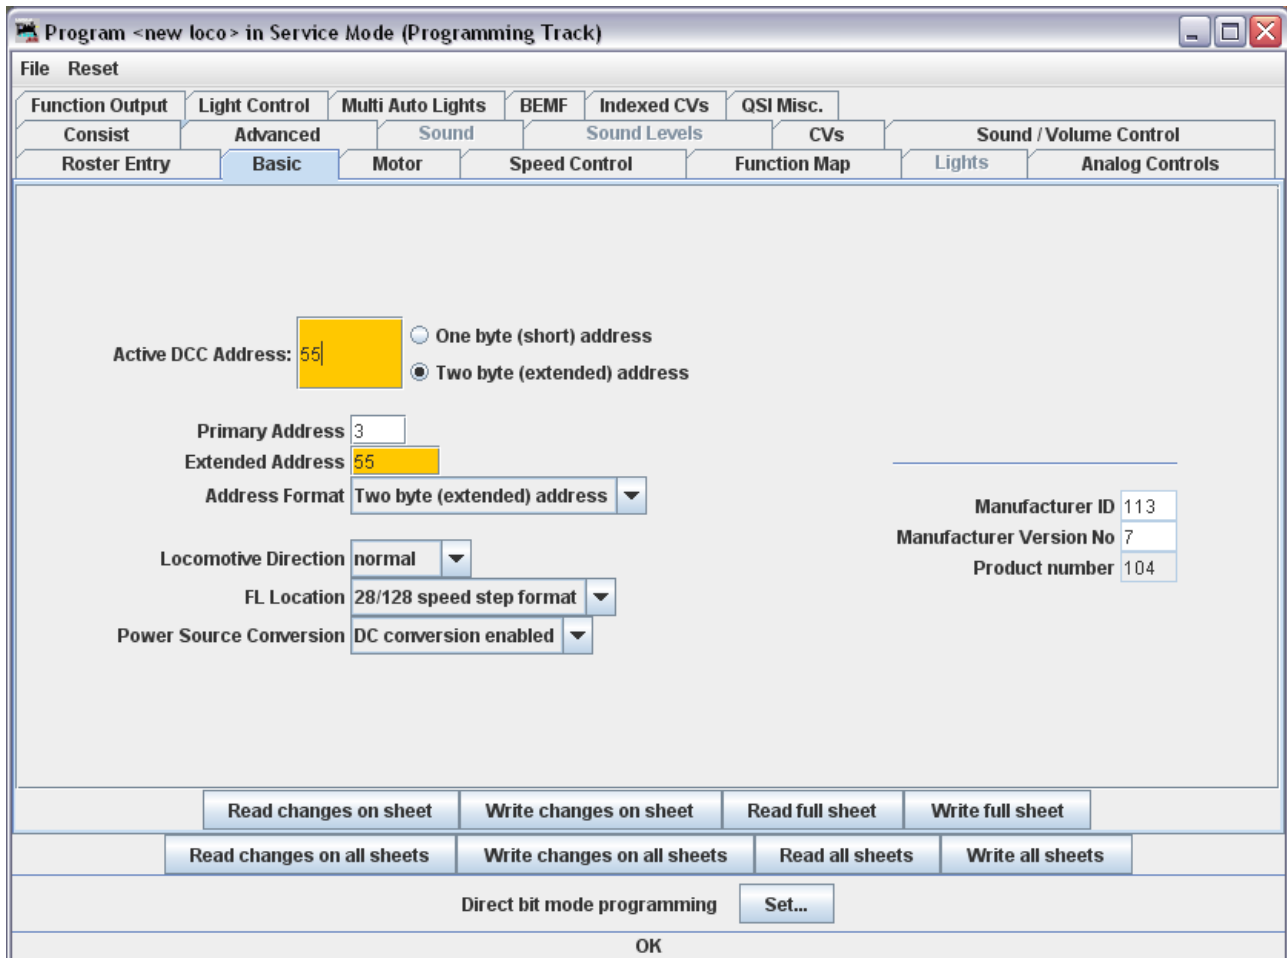 Program <new loco> in Service Mode (Programming Track)
File Reset
Function Output Light Control Multi Auto Lights BEMF Indexed CVs QSI Misc.
Consist Advanced Sound Sound Levels CVs Sound / Volume Control
Roster Entry Basic Motor Speed Control Function Map Lights Analog Controls
One byte (short) address
Active DCC Address: 55
Two byte (extended) address
Primary Address 3
Extended Address 55
Address Format Two byte (extended) address
Manufacturer ID 113
Manufacturer Version No 7
Product number 104
Locomotive Direction normal
FL Location 28/128 speed step format
Power Source Conversion DC conversion enabled
Read changes on sheet Write changes on sheet Read full sheet Write full sheet
Read changes on all sheets Write changes on all sheets Read all sheets Write all sheets
Direct bit mode programming Set...
OK